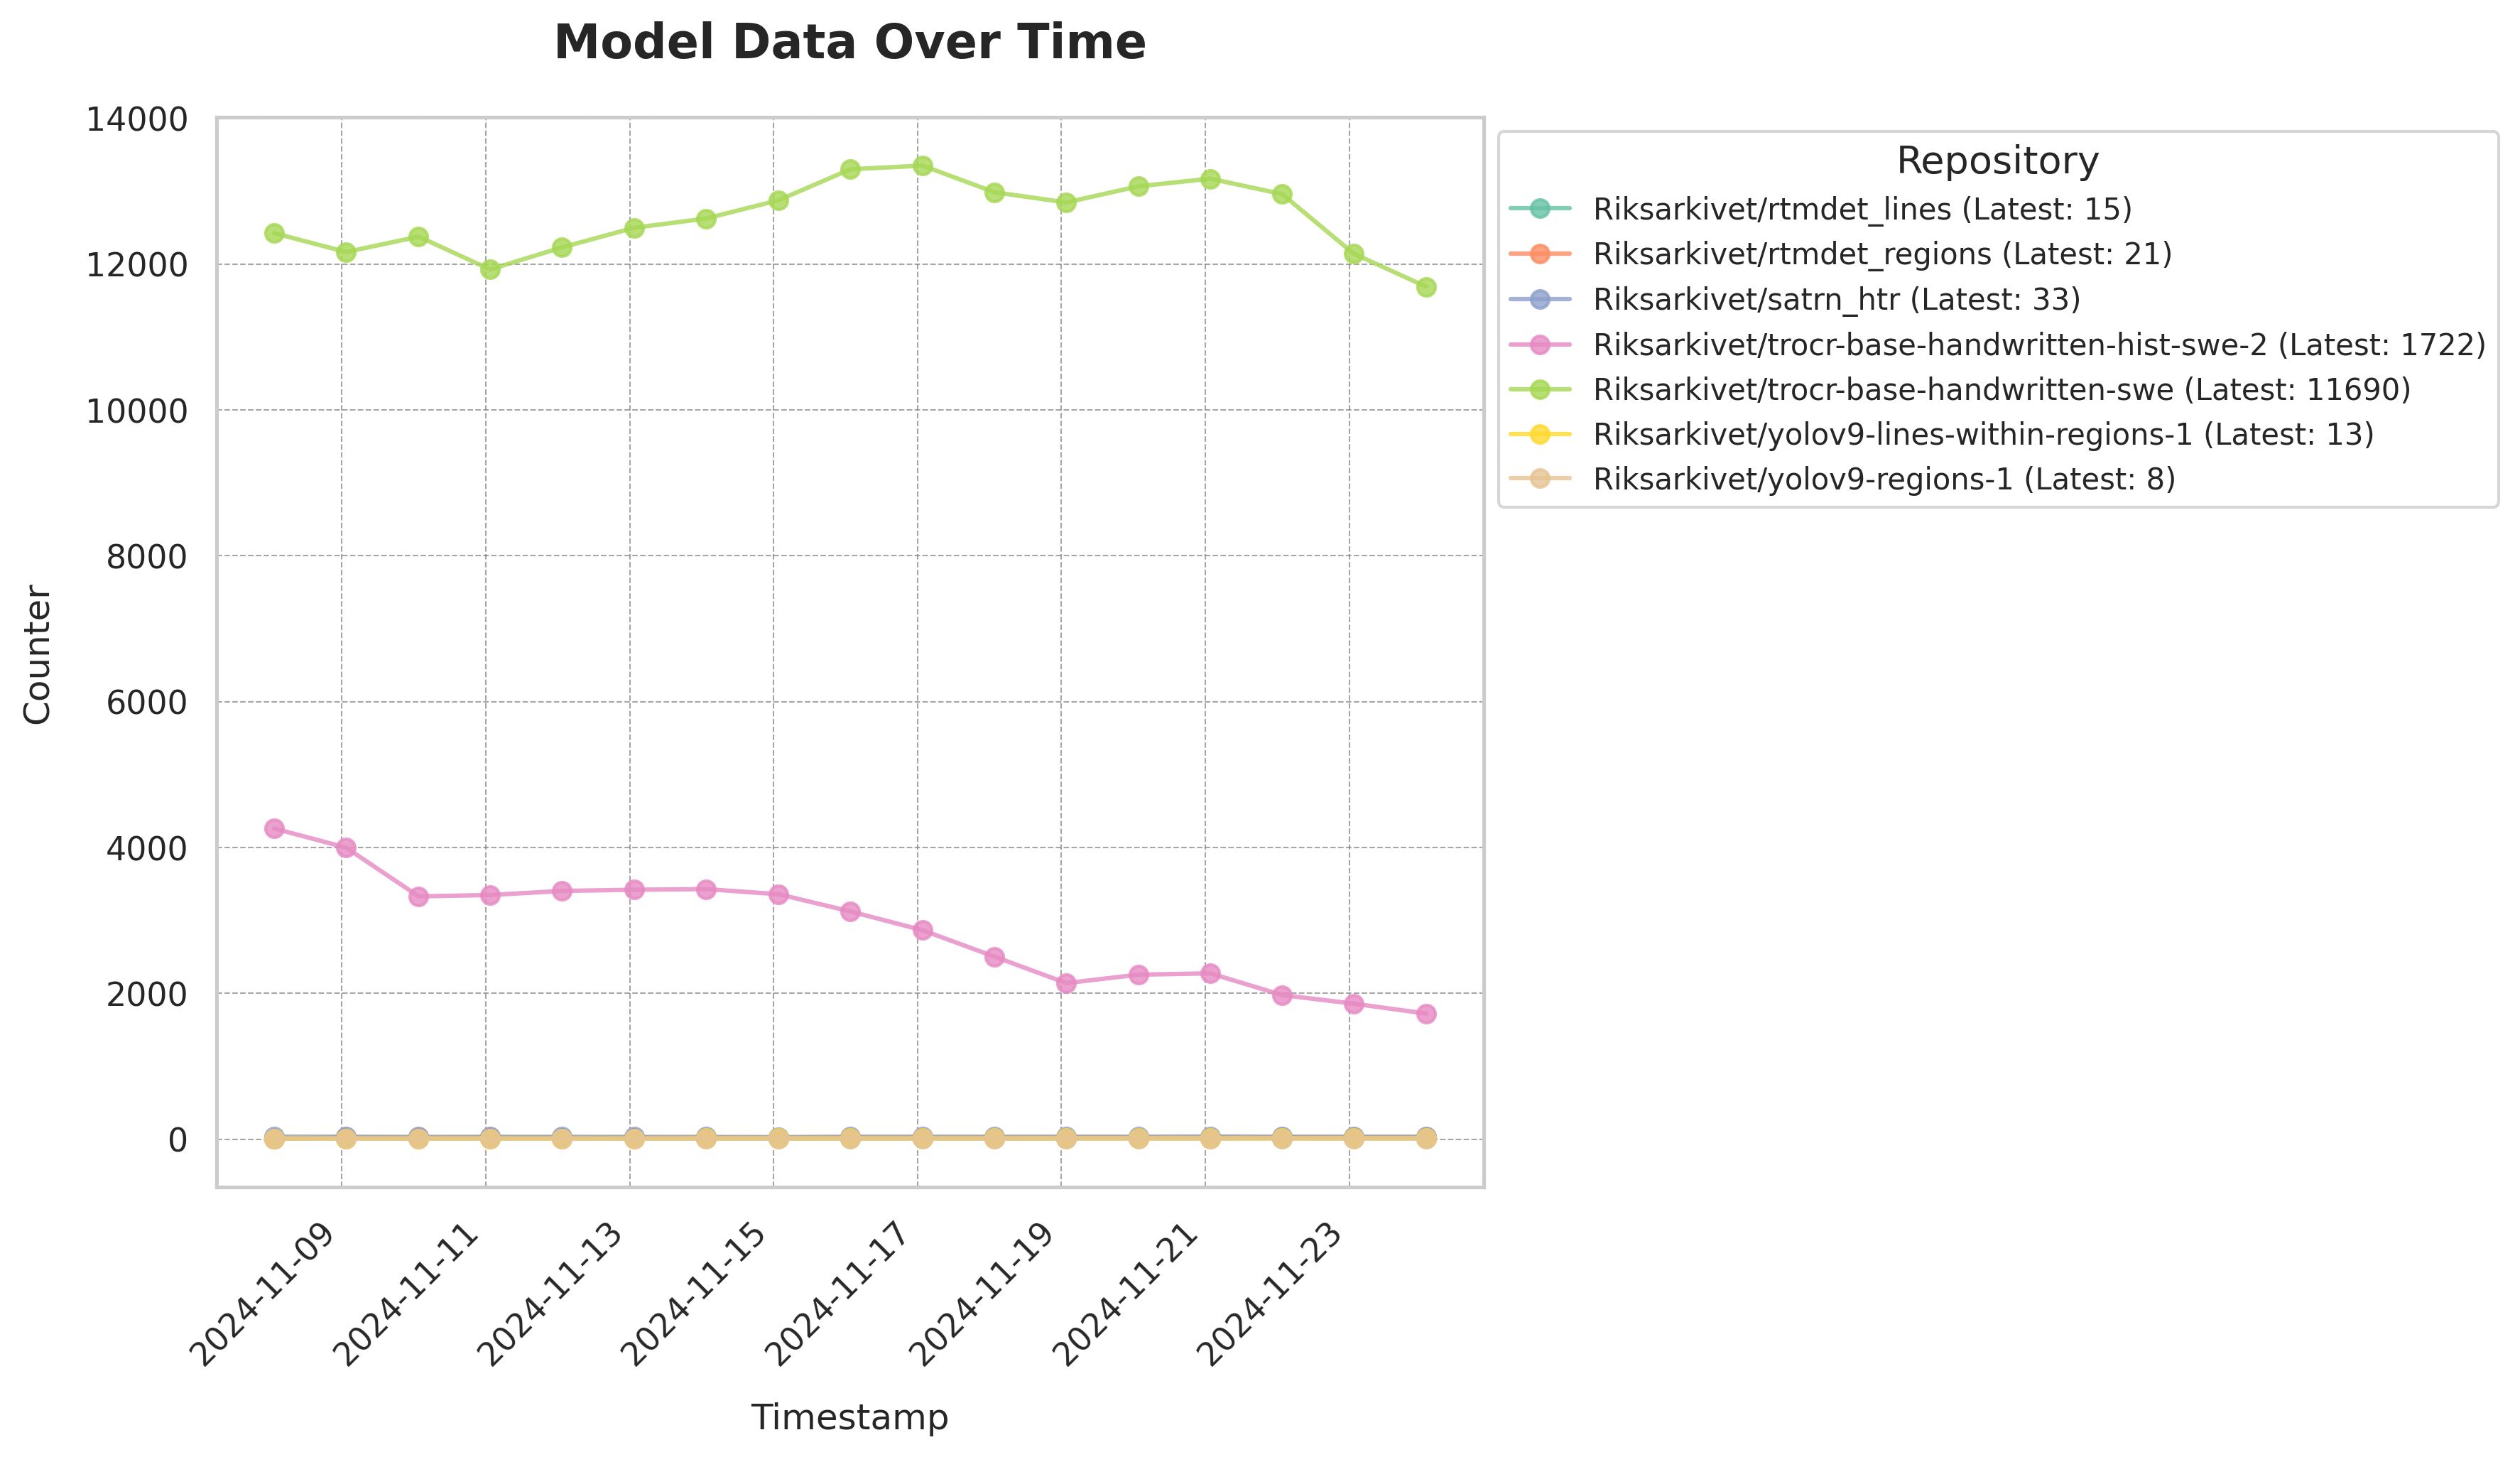 Model Data Over Time
14000
12000
10000
8000
6000
4000
2000
0
Counter
2024-11-09
2024-11-11
2024-11-13
2024-11-15
2024-11-17
2024-11-19
2024-11-21
2024-11-23
Timestamp
Repository
Riksarkivet/rtmdet_lines (Latest: 15)
Riksarkivet/rtmdet_regions (Latest: 21)
Riksarkivet/satrn_htr (Latest: 33)
Riksarkivet/trocr-base-handwritten-hist-swe-2 (Latest: 1722)
Riksarkivet/trocr-base-handwritten-swe (Latest: 11690)
Riksarkivet/yolov9-lines-within-regions-1 (Latest: 13)
Riksarkivet/yolov9-regions-1 (Latest: 8)